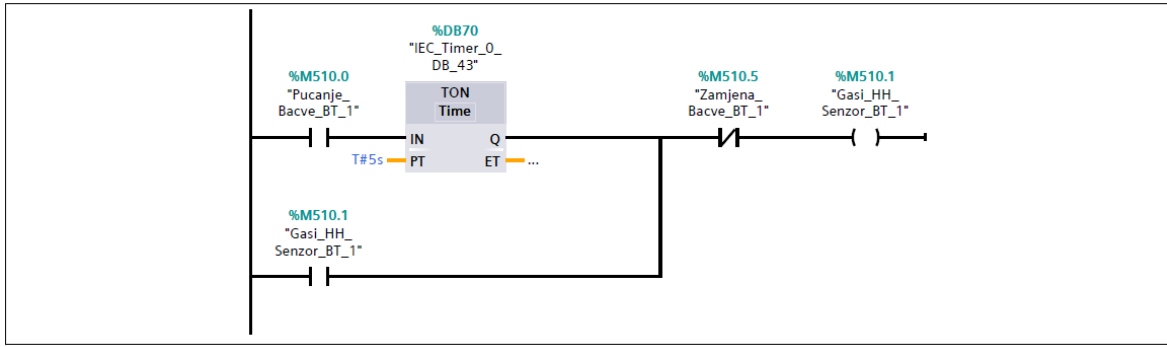 %DB70
"IEC_Timer_0_
DB_43"
%M510.0
"Pucanje_
Bacve_BT_1"
TON
Time
%M510.5
"Zamjena_
Bacve_BT_1"
%M510.1
"Gasi_HH_
Senzor_BT_1"
IN Q
T#5s PT ET ...
%M510.1
"Gasi_HH_
Senzor_BT_1"